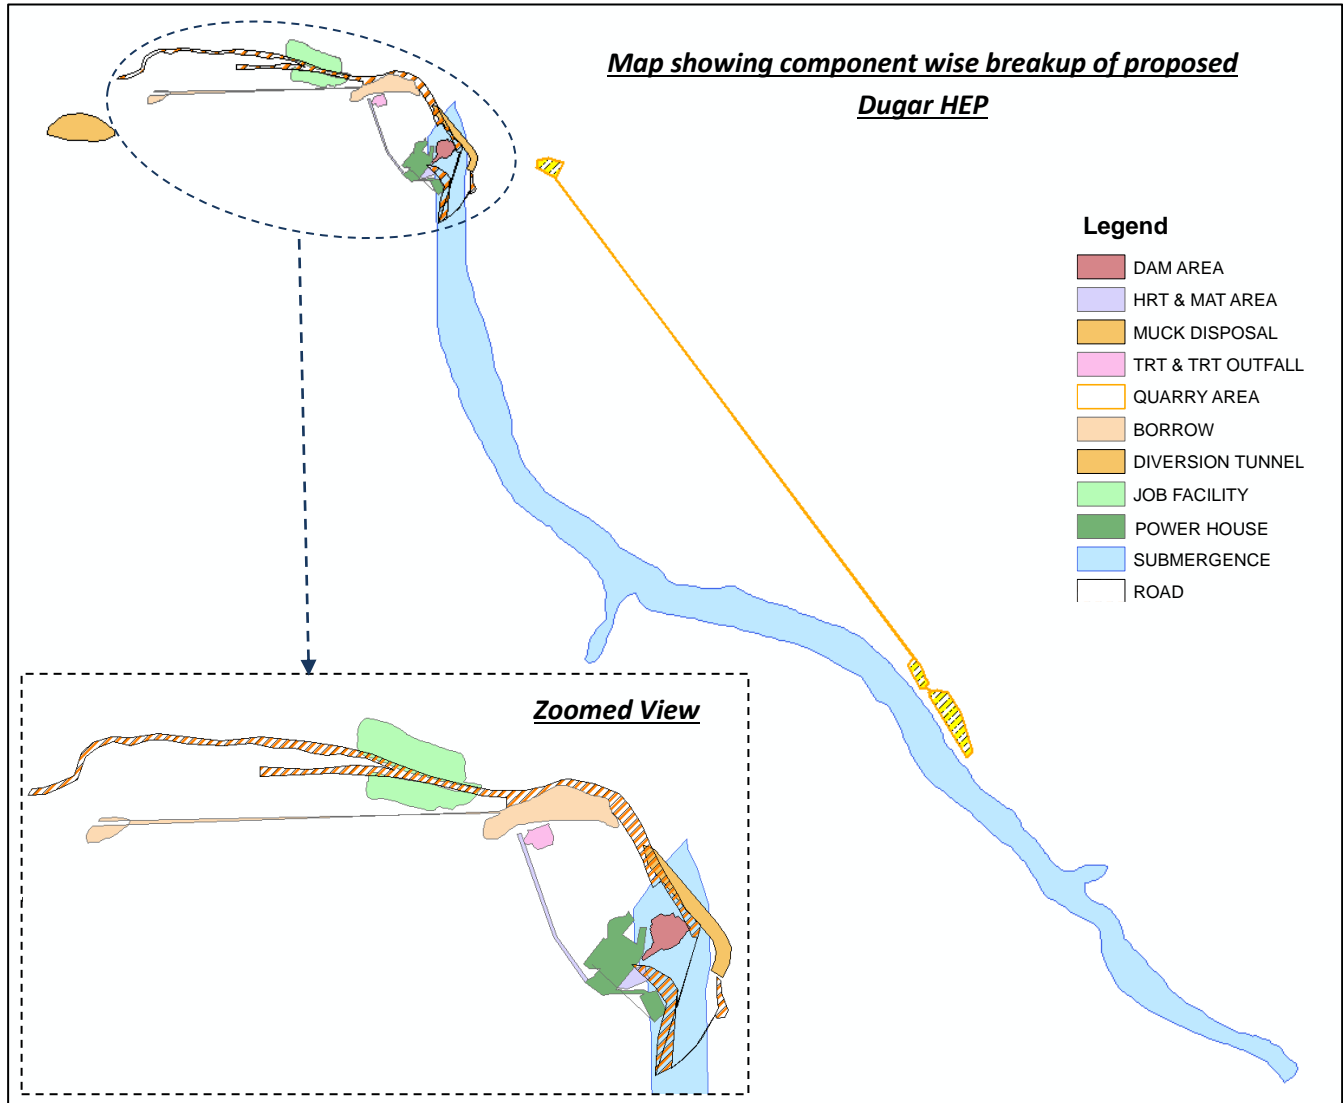 Map showing component wise breakup of proposed
Dugar HEP
Legend
DAM AREA
HRT & MAT AREA
MUCK DISPOSAL
TRT & TRT OUTFALL
QUARRY AREA
BORROW
DIVERSION TUNNEL
JOB FACILITY
POWER HOUSE
SUBMERGENCE
ROAD
Zoomed View